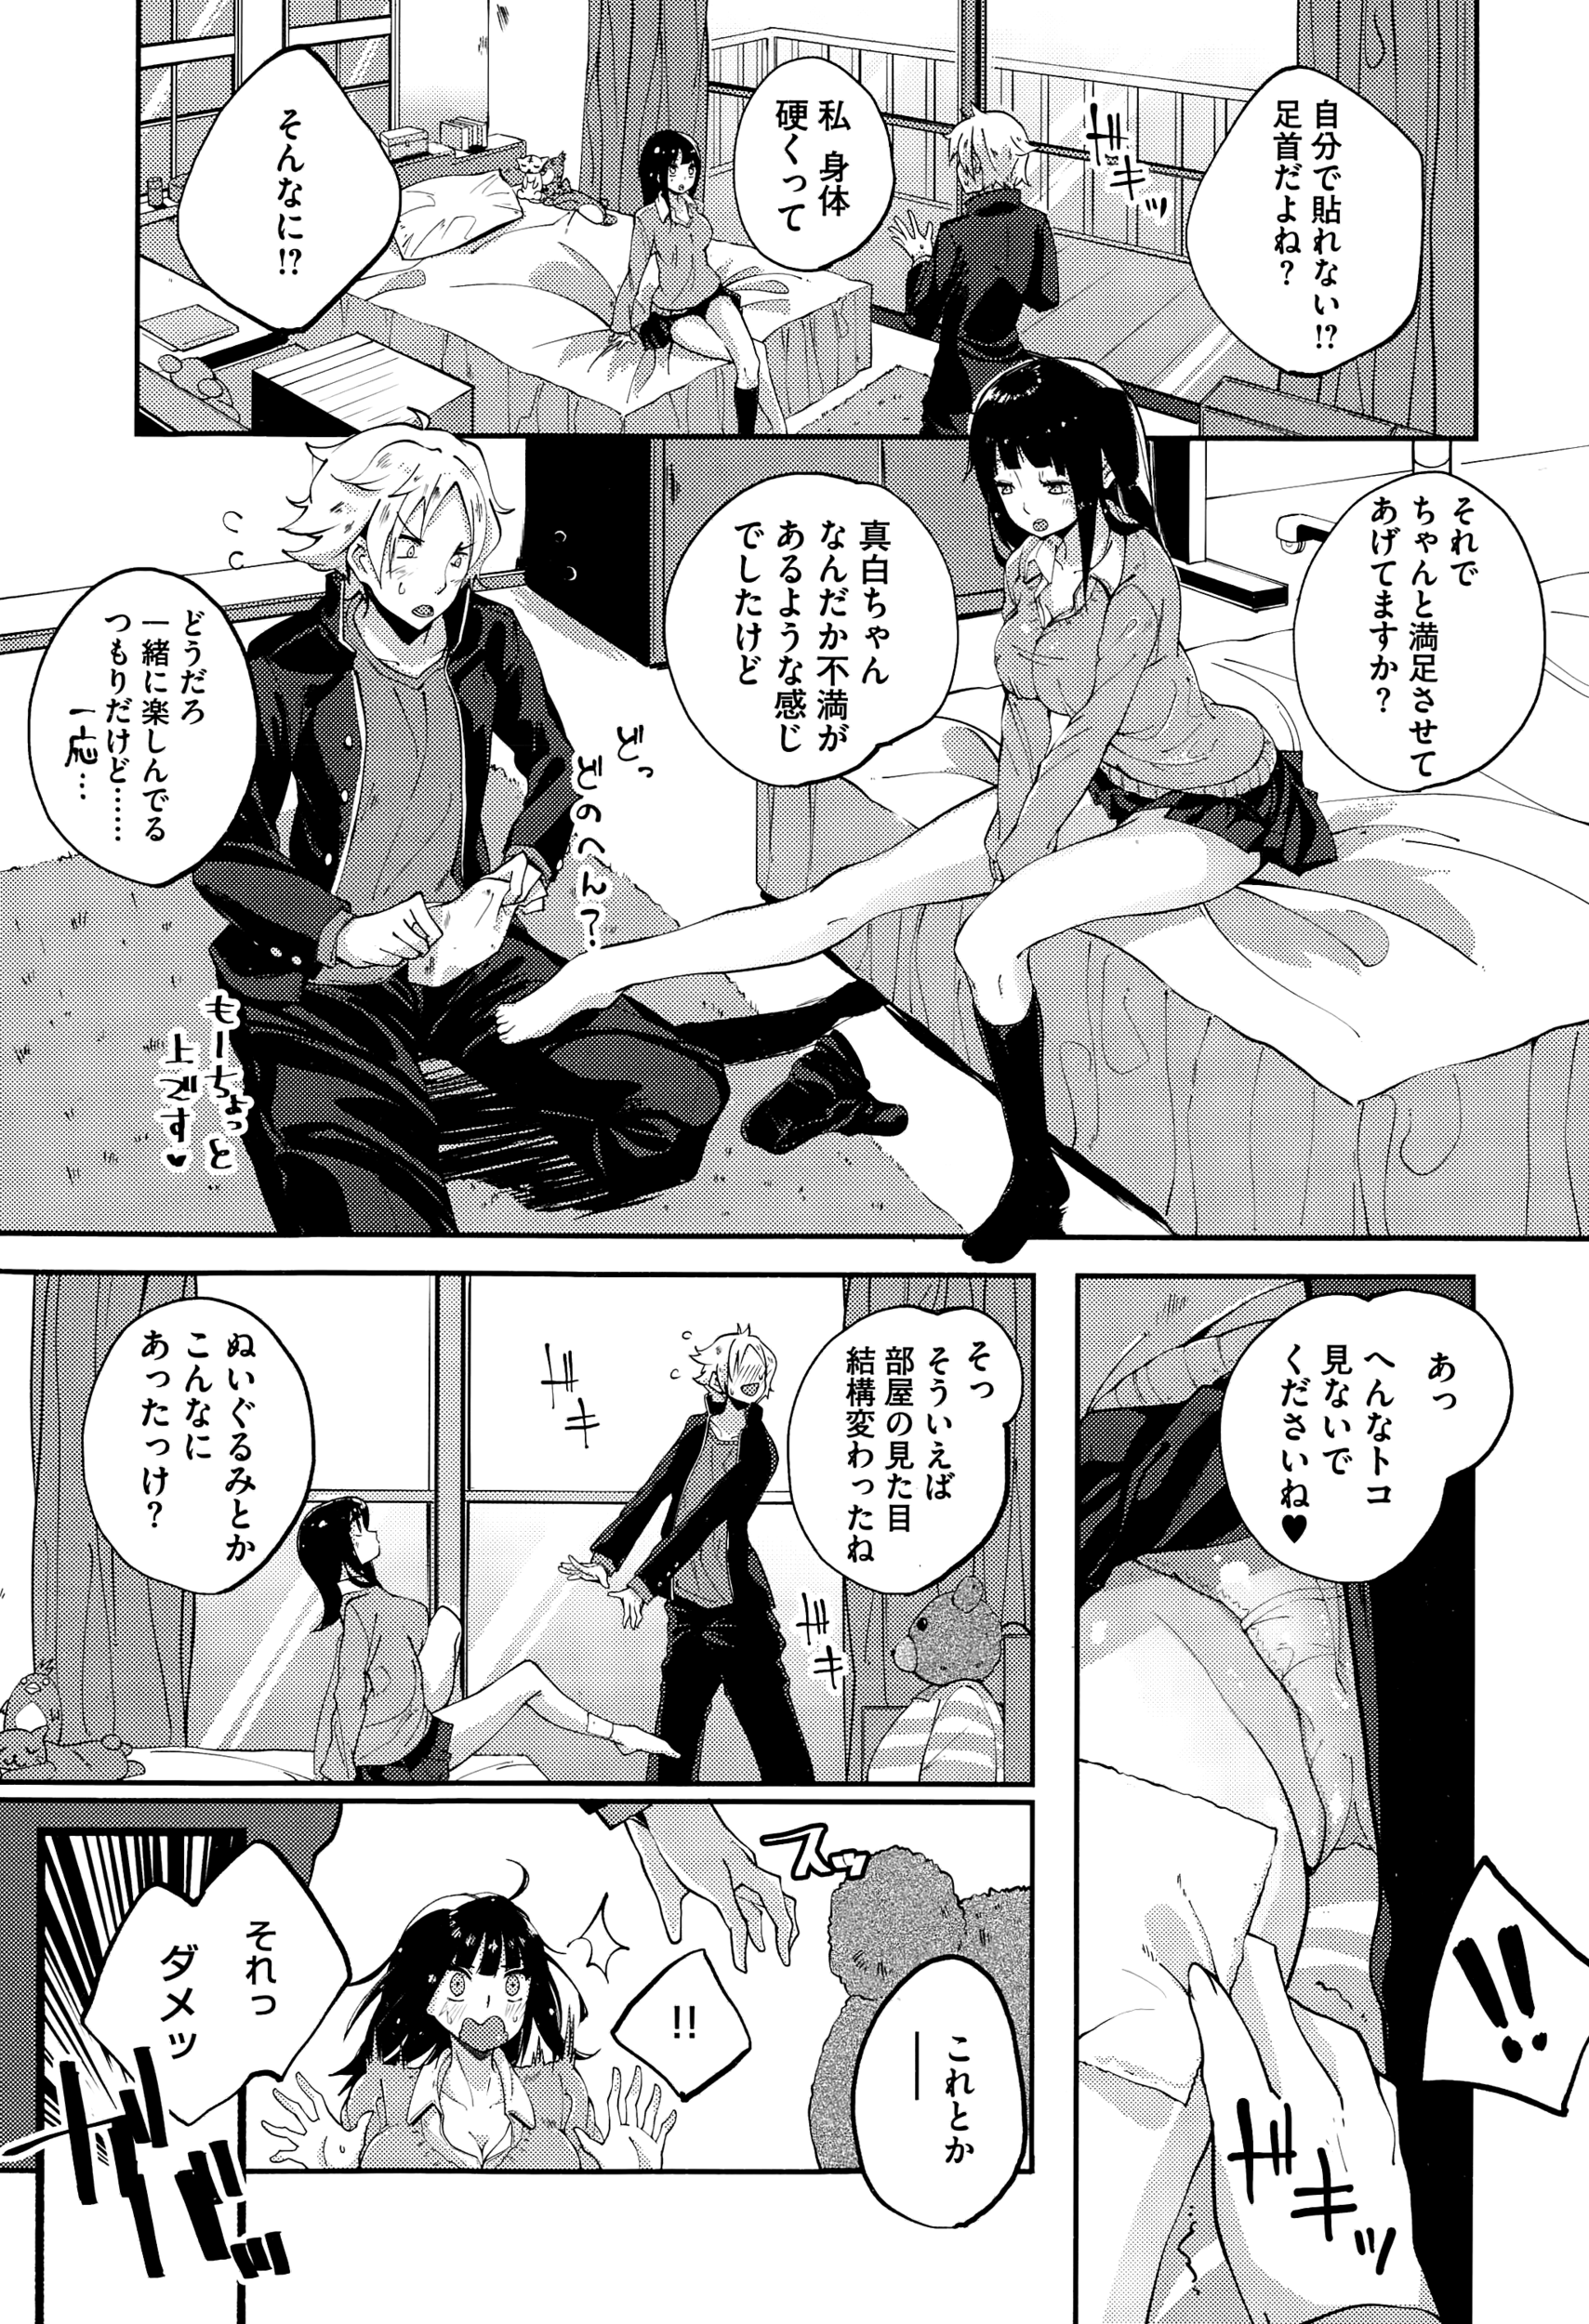 自分で貼れない!?
足首だよね?
ギキッ
私 身体
硬くって
そんなに!?
それで
ちゃんと満足させて
あげてますか?
真白ちゃん
なんだか不満が
あるような感じ
でしたけど
どっ
どのへん?
どうだろ
一緒に楽しんでる
つもりだけど……
一応…
もーちょっと
上です♥
あっ
へんなトコ
見ないで
くださいね♥
!!
ギキッ
そっ
そういえば
部屋の見た目
結構変わったね
ギキ
ギキ
ぬいぐるみとか
こんなに
あったっけ?
スッ
これとか
――
!!
それっ
ダメッ